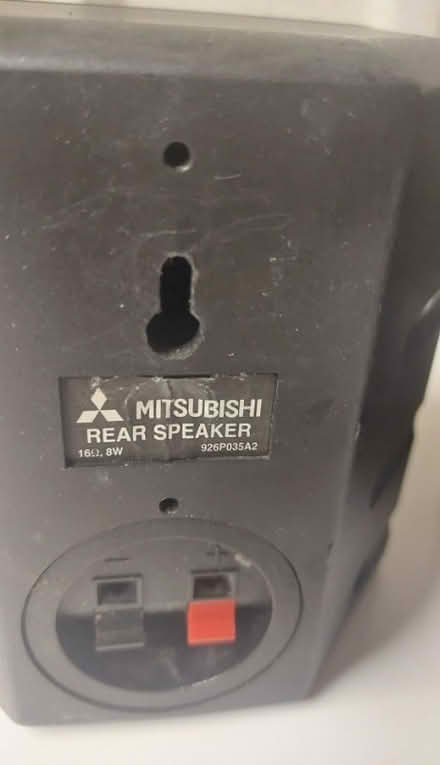 MITSUBISHI
REAR SPEAKER
16Ω, 8W 926P035A2
− +